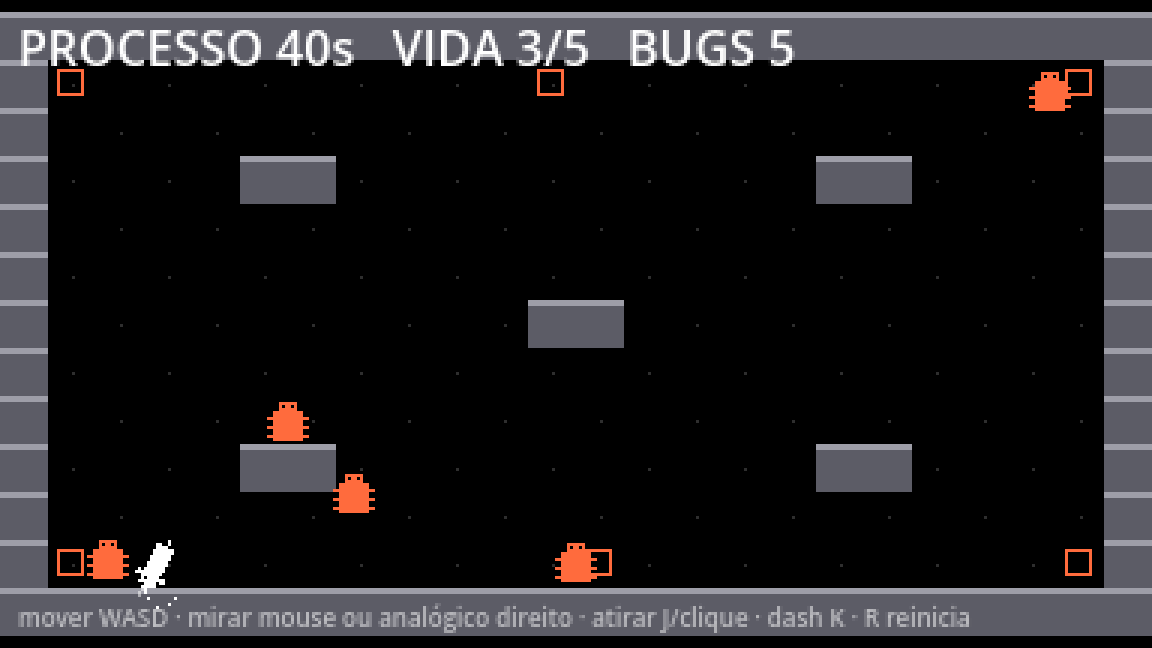 PROCESSO 40s VIDA 3/5 BUGS 5
mover WASD · mirar mouse ou analógico direito · atirar J/clique · dash K · R reinicia